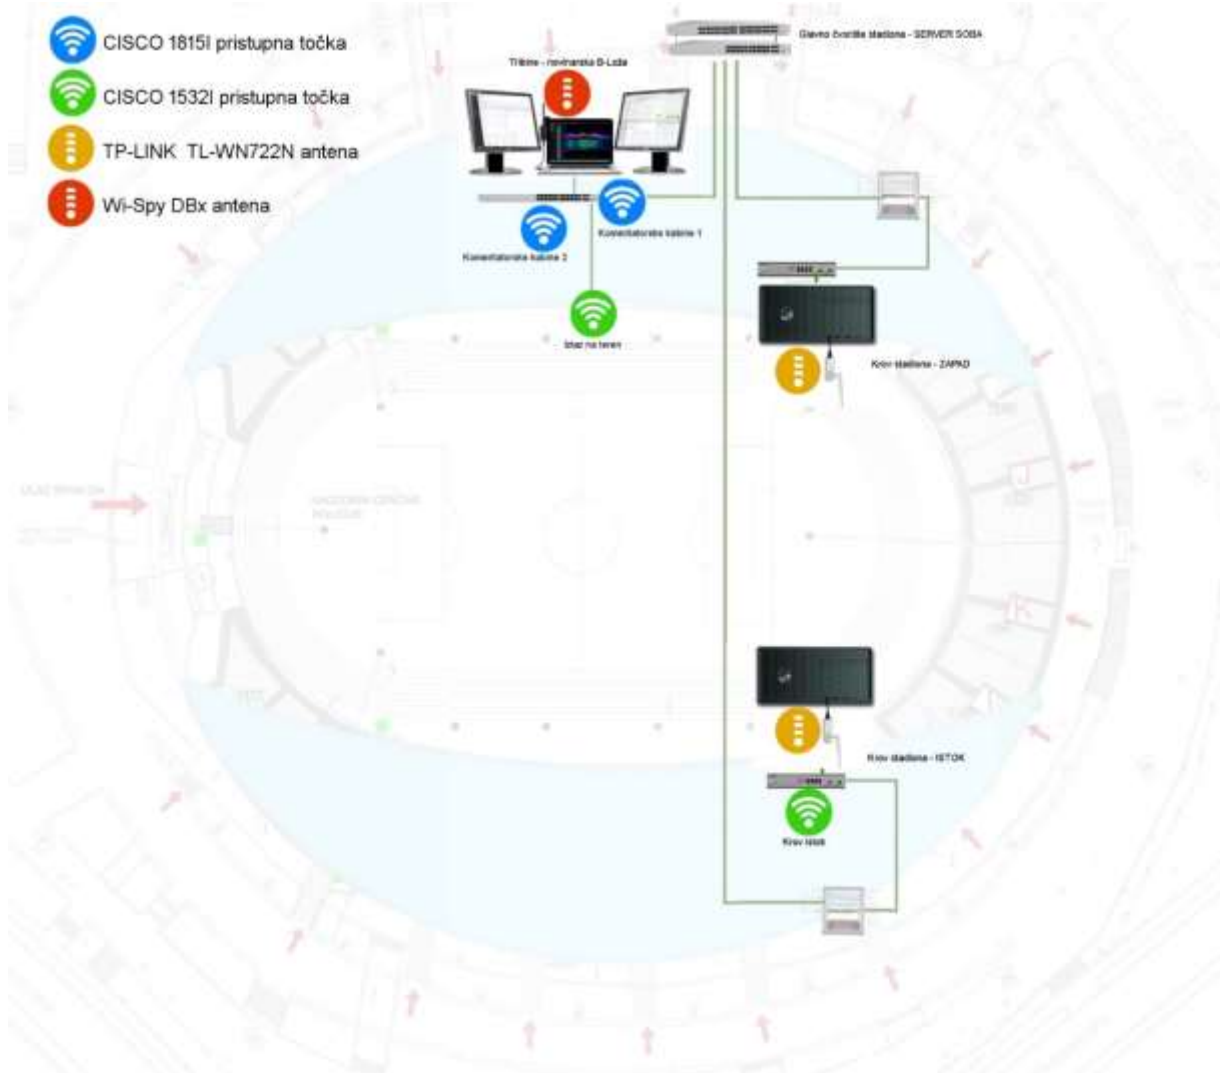 CISCO 1815I pristupna točka
CISCO 1532I pristupna točka
TP-LINK TL-WN722N antena
Wi-Spy DBx antena
Glavno čvorište stadiona - SERVER SOBA
Tribine - novinarska B-Loža
Komentatorske kabine 1
Komentatorske kabine 2
Izlaz na teren
Krov stadiona - ZAPAD
J
K
Krov stadiona - ISTOK
Krov istok